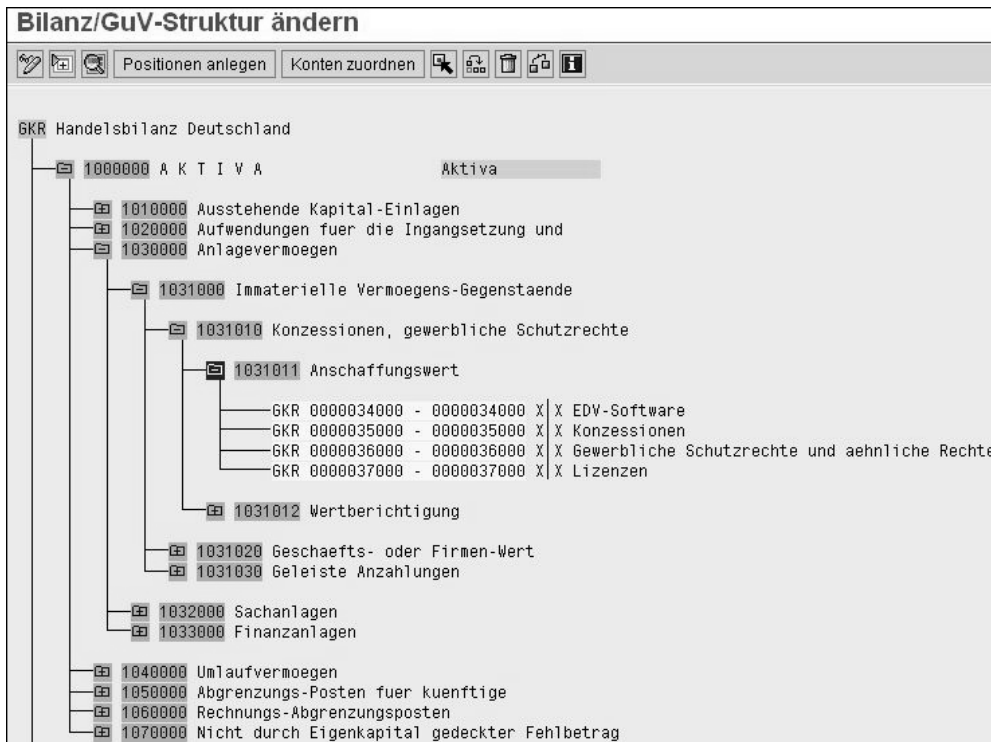 Bilanz/GuV-Struktur ändern
Positionen anlegen Konten zuordnen
GKR Handelsbilanz Deutschland
1000000 A K T I V A Aktiva
1010000 Ausstehende Kapital-Einlagen
1020000 Aufwendungen fuer die Ingangsetzung und
1030000 Anlagevermoegen
1031000 Immaterielle Vermoegens-Gegenstaende
1031010 Konzessionen, gewerbliche Schutzrechte
1031011 Anschaffungswert
GKR 0000034000 - 0000034000 X X EDV-Software
GKR 0000035000 - 0000035000 X X Konzessionen
GKR 0000036000 - 0000036000 X X Gewerbliche Schutzrechte und aehnliche Rechte
GKR 0000037000 - 0000037000 X X Lizenzen
1031012 Wertberichtigung
1031020 Geschaefts- oder Firmen-Wert
1031030 Geleiste Anzahlungen
1032000 Sachanlagen
1033000 Finanzanlagen
1040000 Umlaufvermoegen
1050000 Abgrenzungs-Posten fuer kuenftige
1060000 Rechnungs-Abgrenzungsposten
1070000 Nicht durch Eigenkapital gedeckter Fehlbetrag